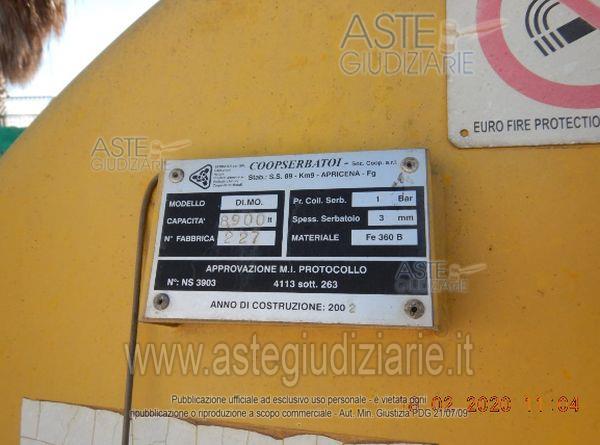 ASTE
GIUDIZIARIE®
EURO FIRE PROTECTION
ASTE
GIUDIZIARIE®
COOPSERBATOI - Soc. Coop. a r.l.
Stab.: S.S. 89 - Km9 - APRICENA - Fg
MODELLO DI.MO.
CAPACITA' 8900 lt
N° FABBRICA 227
Pr. Coll. Serb. 1 Bar
Spess. Serbatoio 3 mm
MATERIALE Fe 360 B
APPROVAZIONE M.I. PROTOCOLLO
N°: NS 3903 4113 sott. 263
ANNO DI COSTRUZIONE: 2002
ASTE
GIUDIZIARIE®
www.astegiudiziarie.it
Pubblicazione ufficiale ad esclusivo uso personale - è vietata ogni
ripubblicazione o riproduzione a scopo commerciale - Aut. Min. Giustizia PDG 21/07/09
02 2020 11:04
ASTE
GIUDIZIARIE®